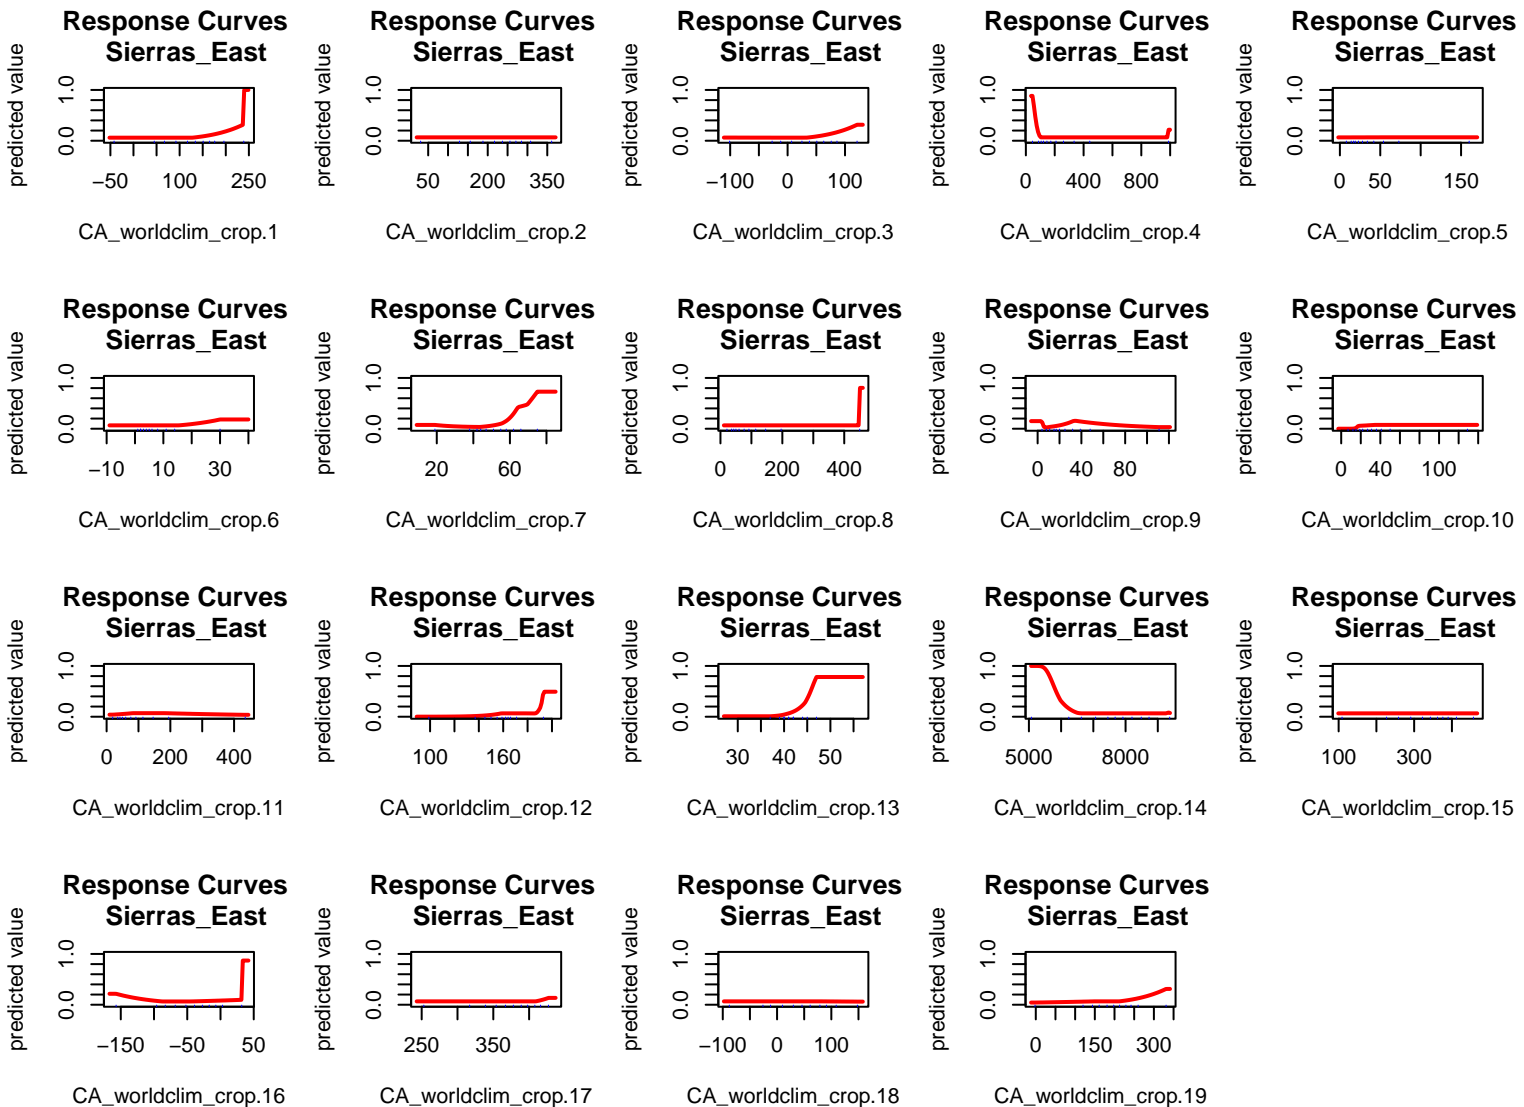 Response Curves
Sierras_East
predicted value
0.0 1.0
−50 100 250
CA_worldclim_crop.1
Response Curves
Sierras_East
predicted value
0.0 1.0
50 200 350
CA_worldclim_crop.2
Response Curves
Sierras_East
predicted value
0.0 1.0
−100 0 100
CA_worldclim_crop.3
Response Curves
Sierras_East
predicted value
0.0 1.0
0 400 800
CA_worldclim_crop.4
Response Curves
Sierras_East
predicted value
0.0 1.0
0 50 150
CA_worldclim_crop.5
Response Curves
Sierras_East
predicted value
0.0 1.0
−10 10 30
CA_worldclim_crop.6
Response Curves
Sierras_East
predicted value
0.0 1.0
20 60
CA_worldclim_crop.7
Response Curves
Sierras_East
predicted value
0.0 1.0
0 200 400
CA_worldclim_crop.8
Response Curves
Sierras_East
predicted value
0.0 1.0
0 40 80
CA_worldclim_crop.9
Response Curves
Sierras_East
predicted value
0.0 1.0
0 40 100
CA_worldclim_crop.10
Response Curves
Sierras_East
predicted value
0.0 1.0
0 200 400
CA_worldclim_crop.11
Response Curves
Sierras_East
predicted value
0.0 1.0
100 160
CA_worldclim_crop.12
Response Curves
Sierras_East
predicted value
0.0 1.0
30 40 50
CA_worldclim_crop.13
Response Curves
Sierras_East
predicted value
0.0 1.0
5000 8000
CA_worldclim_crop.14
Response Curves
Sierras_East
predicted value
0.0 1.0
100 300
CA_worldclim_crop.15
Response Curves
Sierras_East
predicted value
0.0 1.0
−150 −50 50
CA_worldclim_crop.16
Response Curves
Sierras_East
predicted value
0.0 1.0
250 350
CA_worldclim_crop.17
Response Curves
Sierras_East
predicted value
0.0 1.0
−100 0 100
CA_worldclim_crop.18
Response Curves
Sierras_East
predicted value
0.0 1.0
0 150 300
CA_worldclim_crop.19